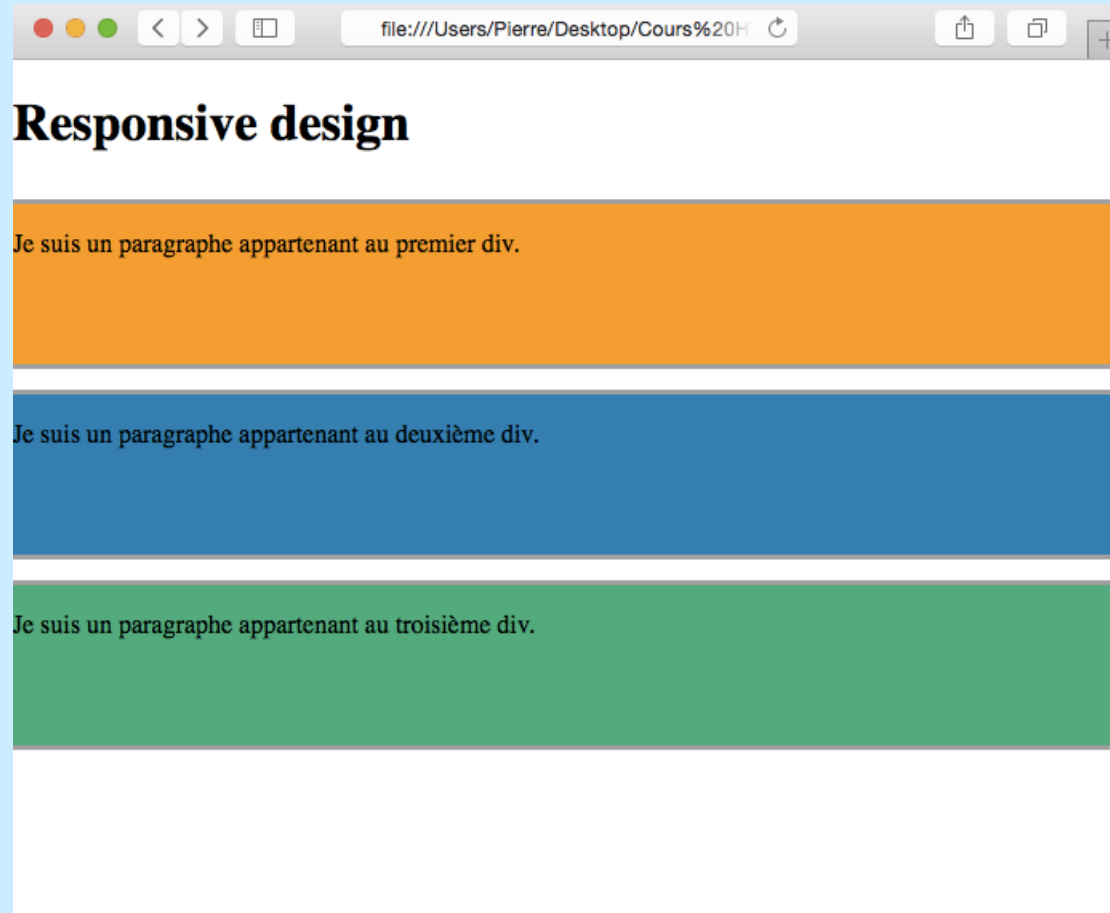 file:///Users/Pierre/Desktop/Cours%20H
Responsive design
Je suis un paragraphe appartenant au premier div.
Je suis un paragraphe appartenant au deuxième div.
Je suis un paragraphe appartenant au troisième div.